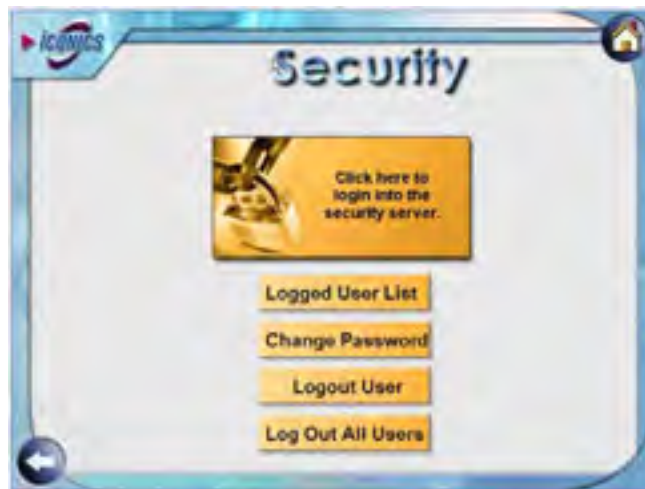 ICONICS
Security
Click here to
login into the
security server.
Logged User List
Change Password
Logout User
Log Out All Users